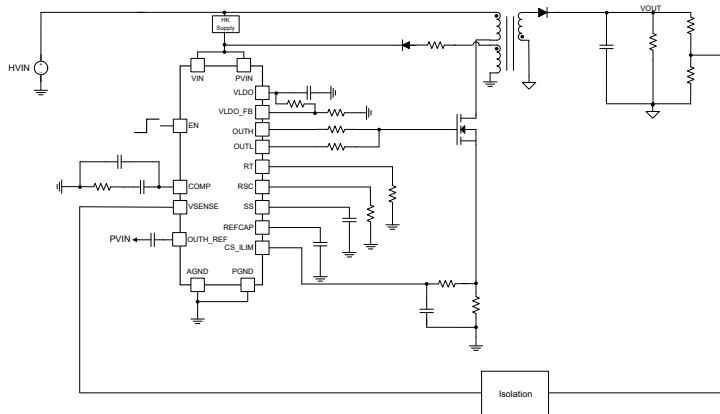 HK
Supply
VOUT
HVIN
VIN
PVIN
VLDO
VLDO_FB
EN
OUTH
OUTL
RT
COMP
RSC
VSENSE
SS
REFCAP
PVIN
OUTH_REF
CS_ILIM
AGND
PGND
Isolation